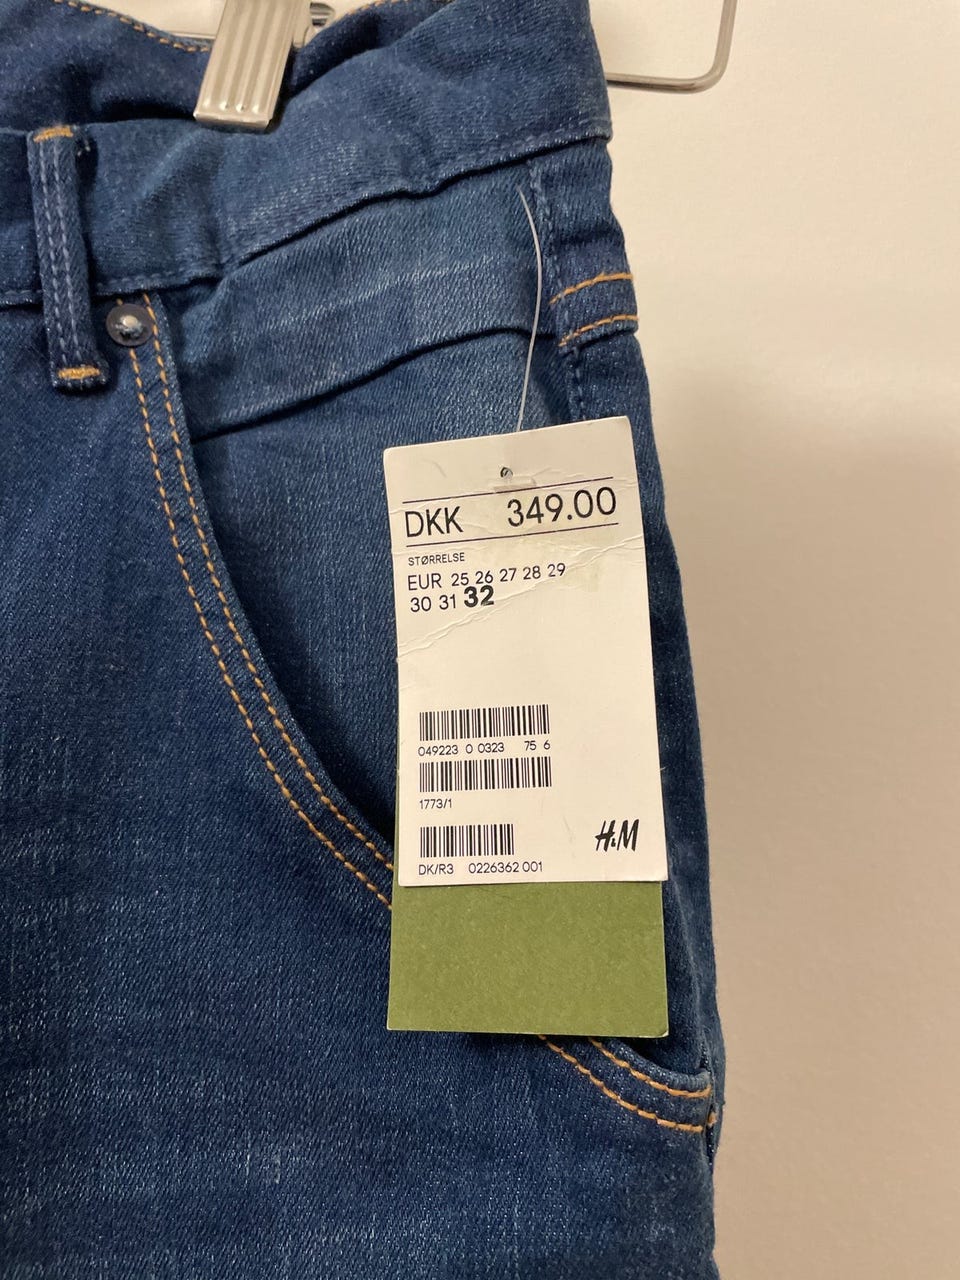 DKK 349.00
STØRRELSE
EUR 25 26 27 28 29
30 31 32
049223 0 0323 75 6
1773/1
H&M
DK/R3 0226362 001